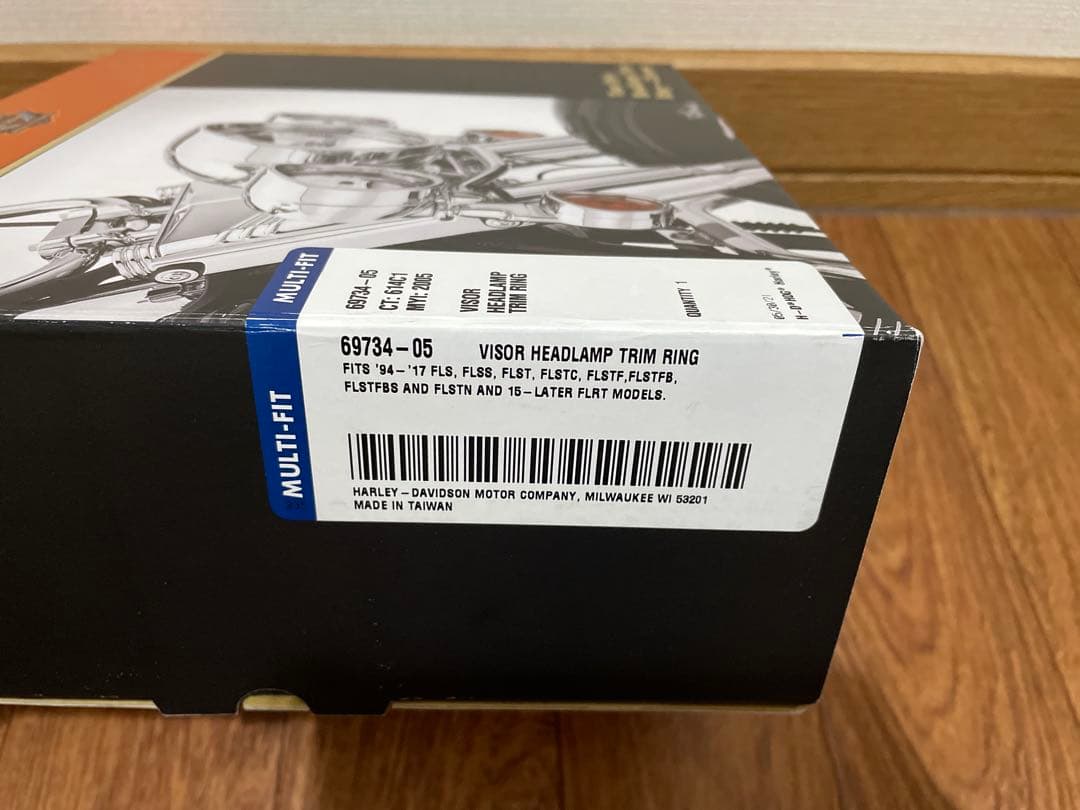 MULTI-FIT
69734-05
CT: 614C1
MYI: 2005
VISOR
HEADLAMP
TRIM RING
QUANTITY 1
MULTI-FIT
69734-05 VISOR HEADLAMP TRIM RING
FITS '94-'17 FLS, FLSS, FLST, FLSTC, FLSTF,FLSTFB,
FLSTFBS AND FLSTN AND 15-LATER FLRT MODELS.
HARLEY-DAVIDSON MOTOR COMPANY, MILWAUKEE WI 53201
MADE IN TAIWAN